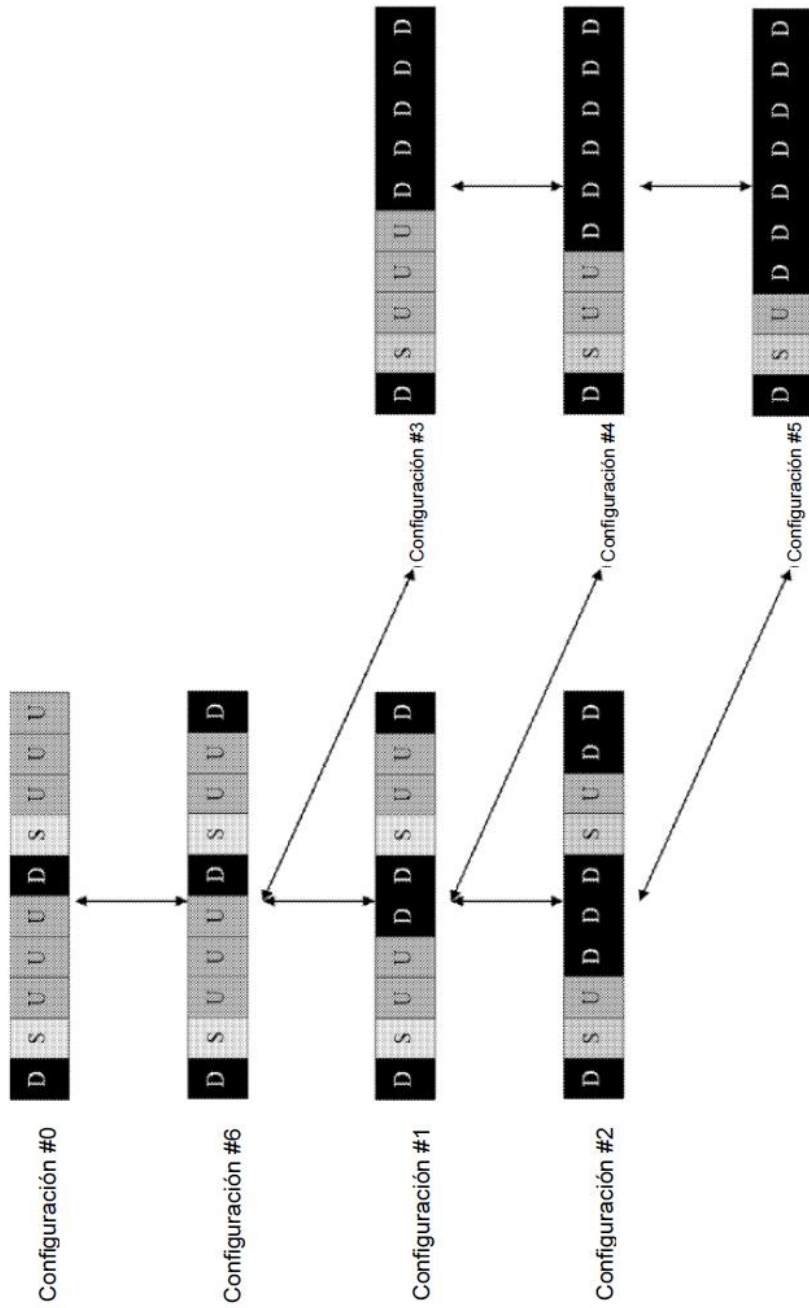 Configuración #0
D S U U U D S U U U
Configuración #6
D S U U U D S U U D
Configuración #1
D S U U D D S U U D
Configuración #3
D S U U U D D D D D
Configuración #2
D S U D D D S U D D
Configuración #4
D S U U D D D D D D
Configuración #5
D S U D D D D D D D